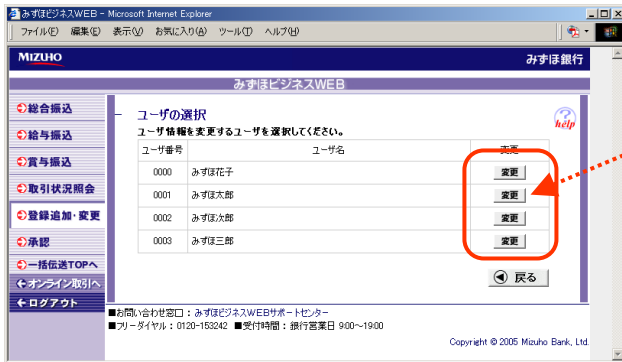 みずほビジネスWEB - Microsoft Internet Explorer
ファイル(F) 編集(E) 表示(V) お気に入り(A) ツール(T) ヘルプ(H)
MIZUHO みずほ銀行
みずほビジネスWEB
総合振込
給与振込
賞与振込
取引状況照会
登録追加・変更
承認
一括伝送TOPへ
オンライン取引へ
ログアウト
ユーザの選択
help
ユーザ情報を変更するユーザを選択してください。
ユーザ番号 ユーザ名 変更
0000 みずほ花子 変更
0001 みずほ太郎 変更
0002 みずほ次郎 変更
0003 みずほ三郎 変更
戻る
■お問い合わせ窓口：みずほビジネスWEBサポートセンター
■フリーダイヤル：0120-153242 ■受付時間：銀行営業日 9:00～19:00
Copyright © 2005 Mizuho Bank, Ltd.